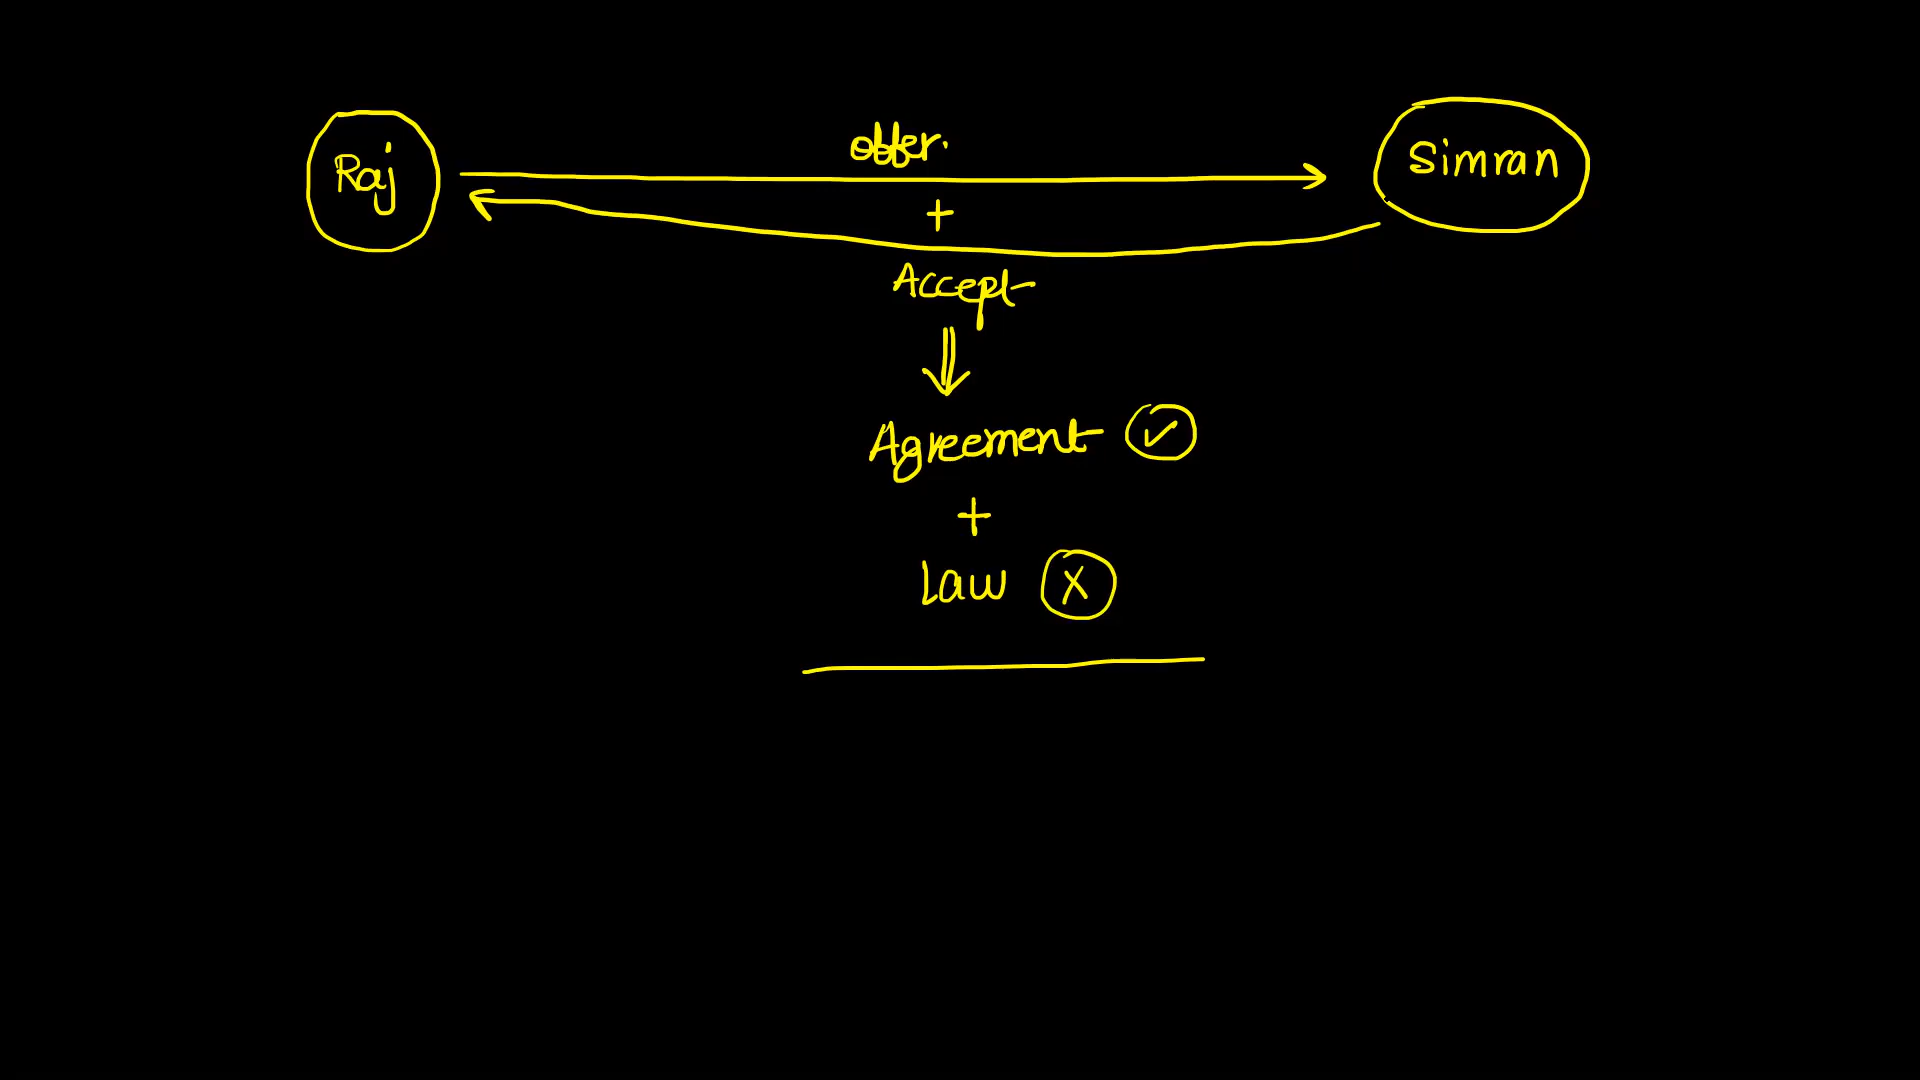 Raj
offer.
Simran
+
Accept
Agreement ✓
+
Law X